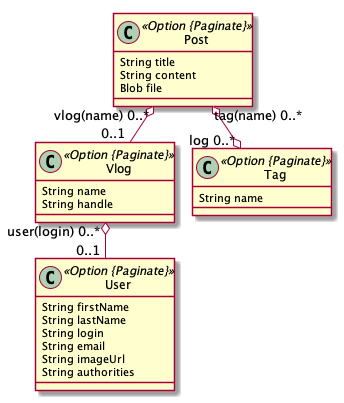 C «Option {Paginate}»
Post
String title
String content
Blob file
vlog(name) 0..*
tag(name) 0..*
0..1
log 0..*
C «Option {Paginate}»
Vlog
String name
String handle
C «Option {Paginate}»
Tag
String name
user(login) 0..*
0..1
C «Option {Paginate}»
User
String firstName
String lastName
String login
String email
String imageUrl
String authorities